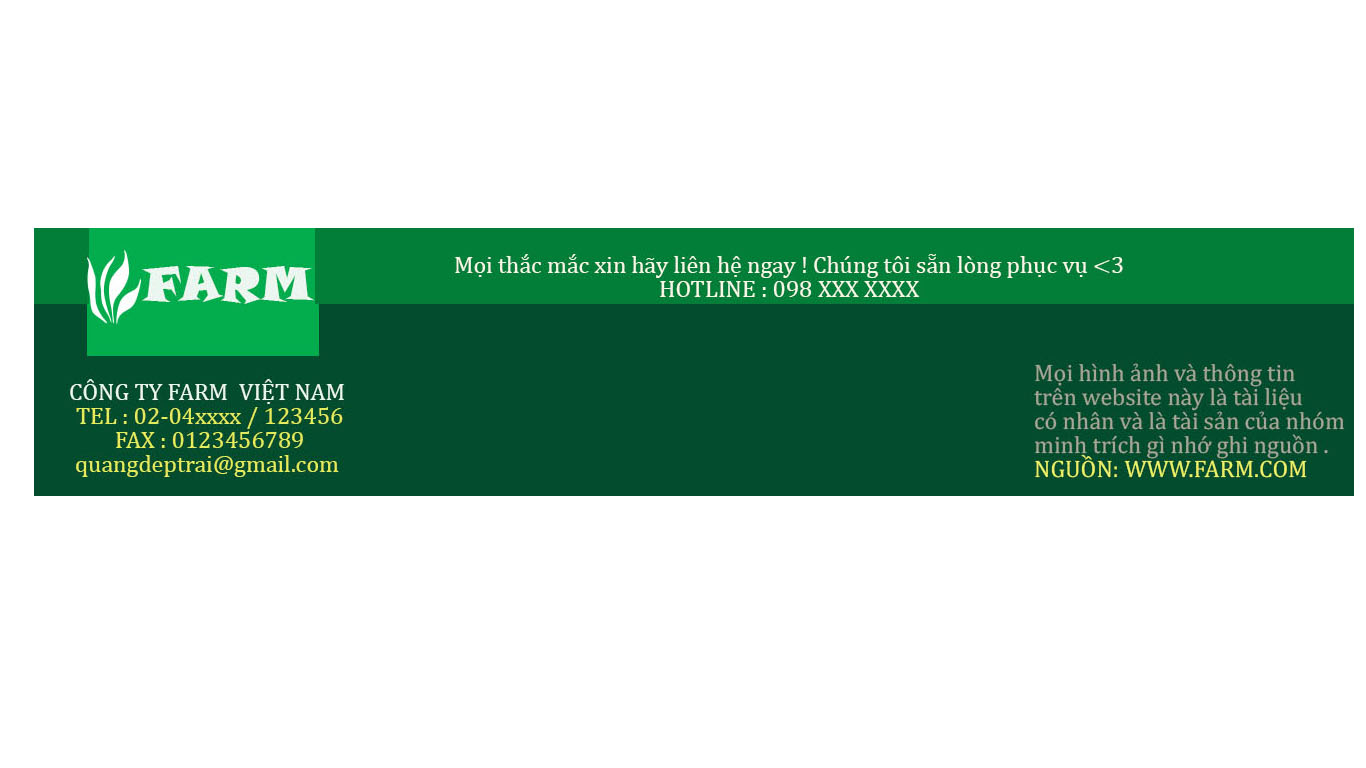 FARM
Mọi thắc mắc xin hãy liên hệ ngay ! Chúng tôi sẵn lòng phục vụ <3
HOTLINE : 098 XXX XXXX
CÔNG TY FARM  VIỆT NAM
TEL : 02-04xxxx / 123456
FAX : 0123456789
quangdeptrai@gmail.com
Mọi hình ảnh và thông tin
trên website này là tài liệu
có nhân và là tài sản của nhóm
minh trích gì nhớ ghi nguồn .
NGUỒN: WWW.FARM.COM